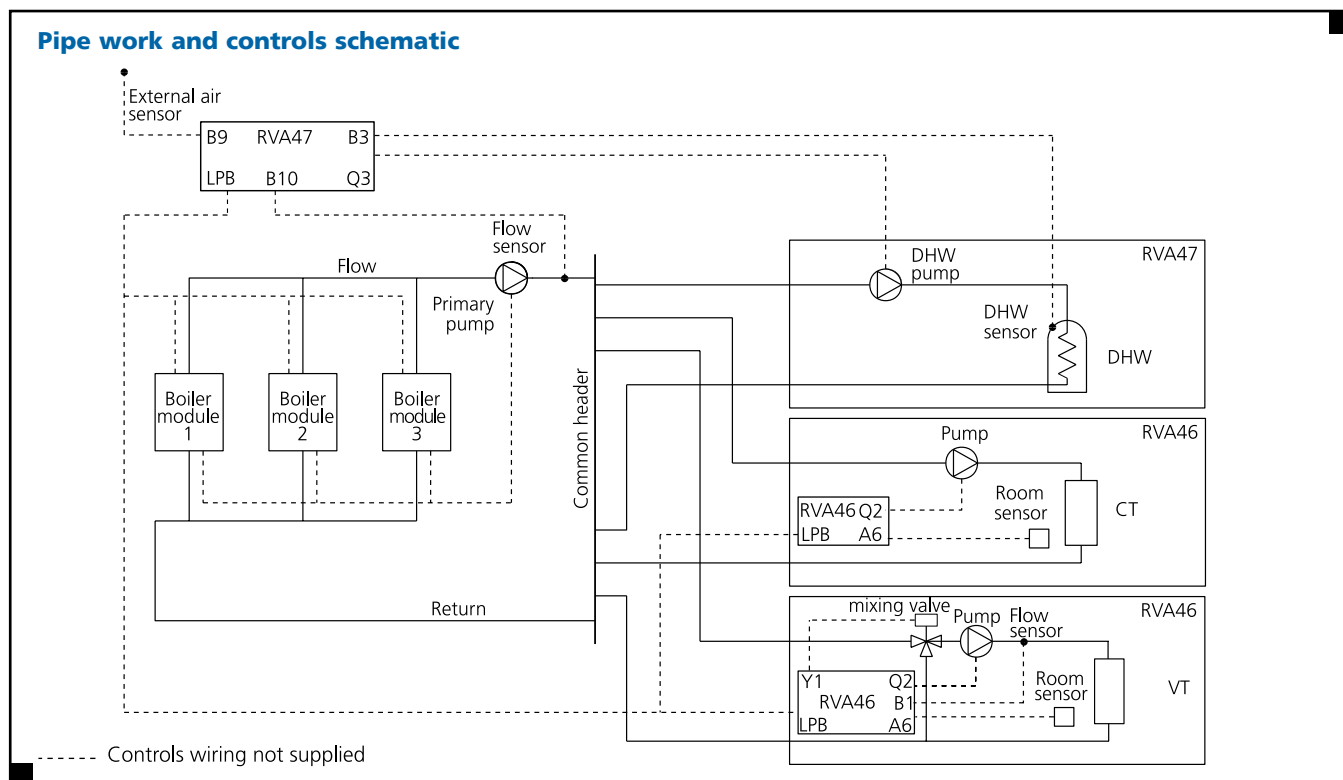 Pipe work and controls schematic
External air
sensor
B9 RVA47 B3
LPB B10 Q3
Flow
sensor
Flow
Primary
pump
Boiler
module
1
Boiler
module
2
Boiler
module
3
Common header
Return
RVA47
DHW
pump
DHW
sensor
DHW
RVA46
Pump
Room
sensor
RVA46 Q2
LPB A6
CT
RVA46
mixing valve
Pump
Flow
sensor
Room
sensor
Y1 Q2
RVA46 B1
LPB A6
VT
Controls wiring not supplied